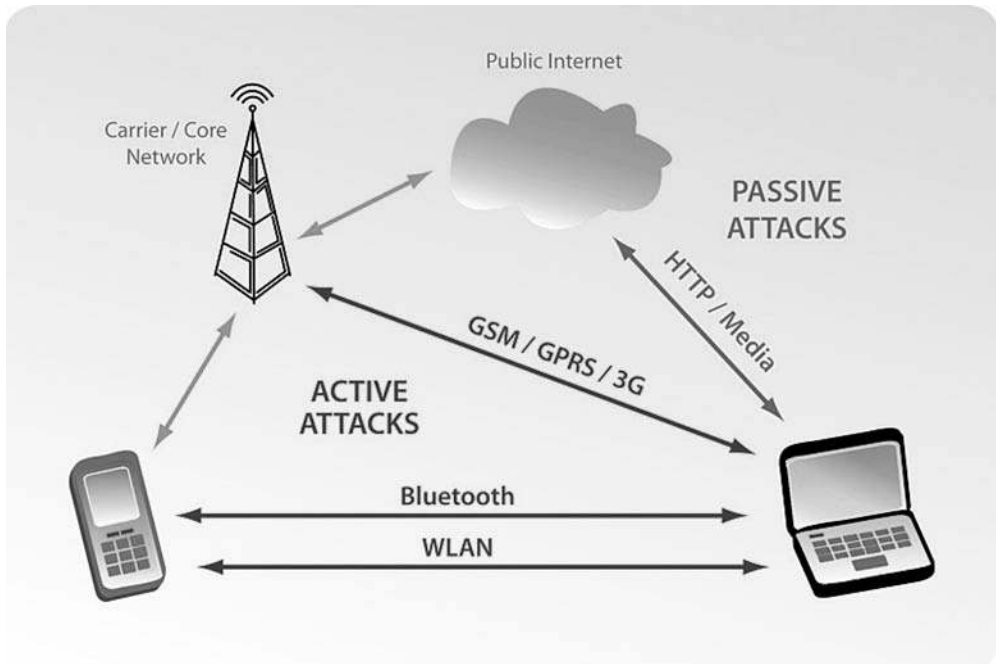 Public Internet
Carrier / Core
Network
PASSIVE
ATTACKS
HTTP / Media
GSM / GPRS / 3G
ACTIVE
ATTACKS
Bluetooth
WLAN